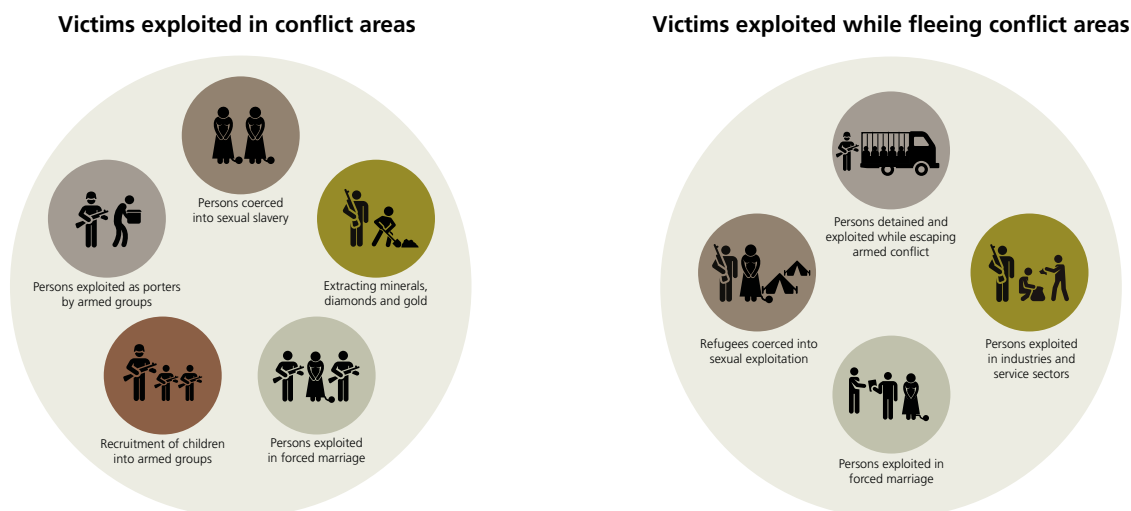 Victims exploited in conflict areas
Persons coerced
into sexual slavery
Persons exploited as porters
by armed groups
Extracting minerals,
diamonds and gold
Recruitment of children
into armed groups
Persons exploited
in forced marriage
Victims exploited while fleeing conflict areas
Persons detained and
exploited while escaping
armed conflict
Refugees coerced into
sexual exploitation
Persons exploited
in industries and
service sectors
Persons exploited in
forced marriage